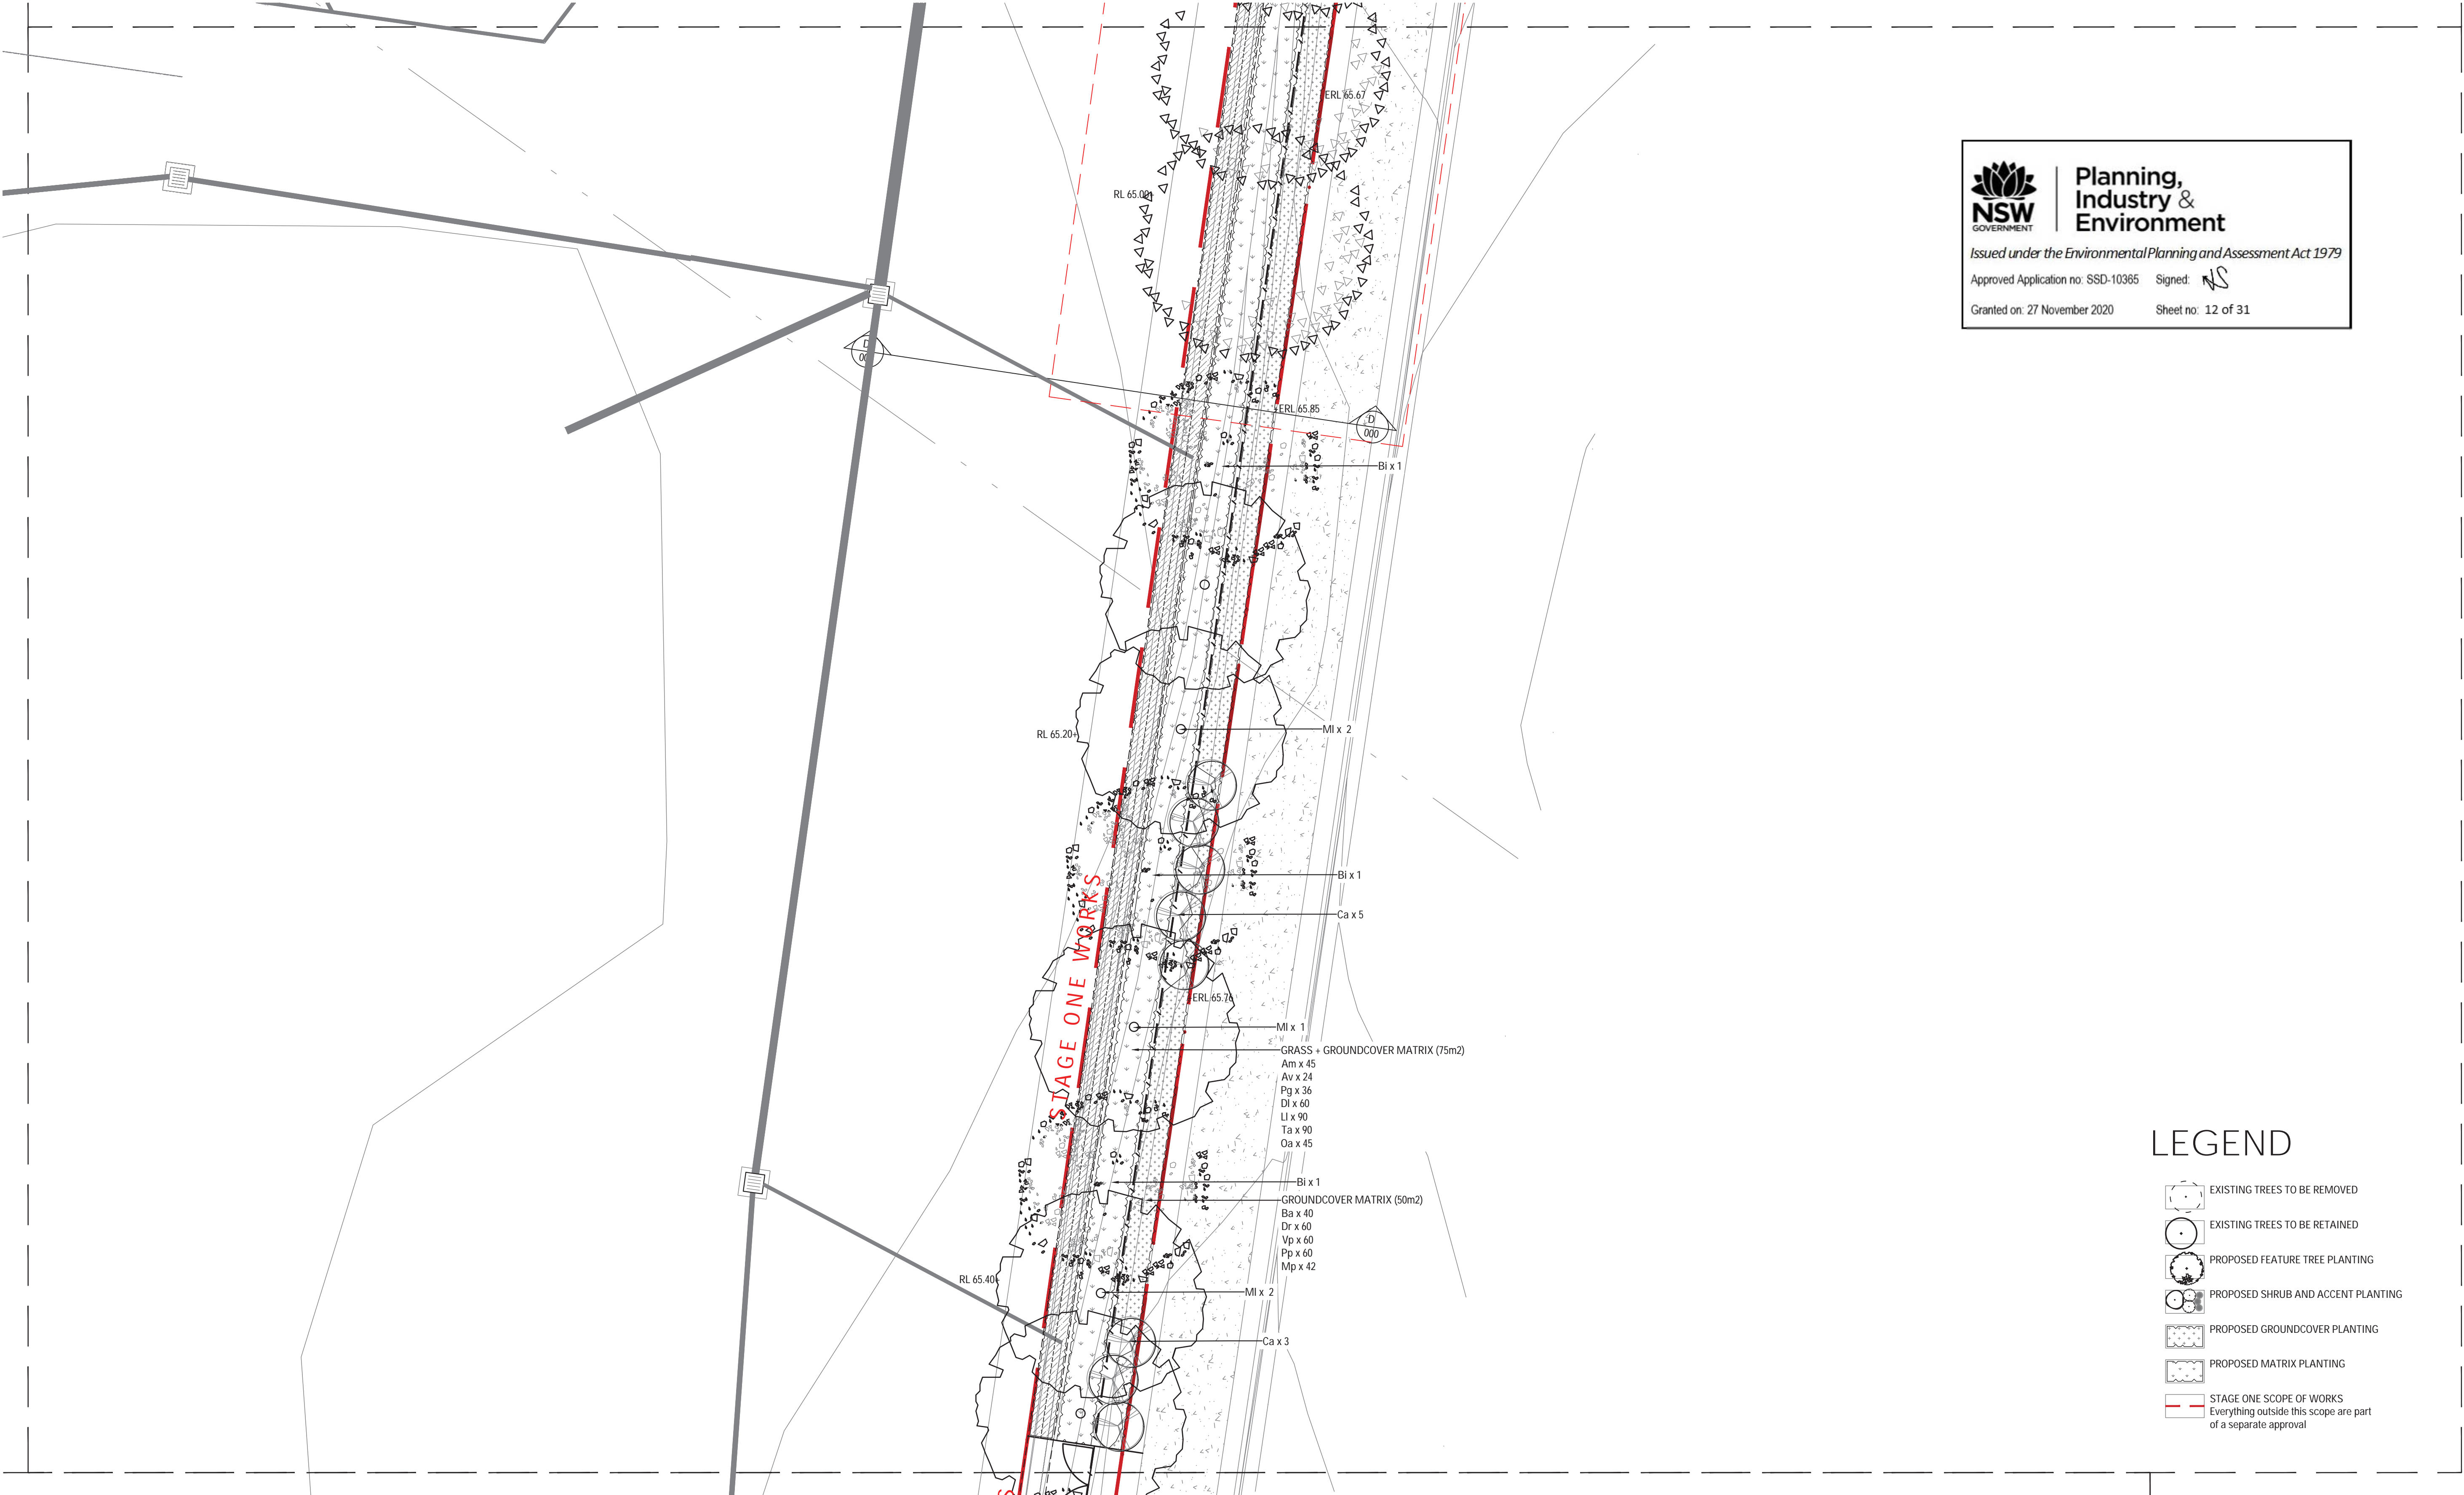 ERL 65.67
RL 65.00+
Planning,
Industry &
Environment
NSW
GOVERNMENT
Issued under the Environmental Planning and Assessment Act 1979
Approved Application no: SSD-10365 Signed: NS
Granted on: 27 November 2020 Sheet no: 12 of 31
D
00
+ERL 65.85
D
000
Bi x 1
RL 65.20+
Ml x 2
Bi x 1
Ca x 5
STAGE ONE WORKS
+ERL 65.76
Ml x 1
GRASS + GROUNDCOVER MATRIX (75m2)
Am x 45
Av x 24
Pg x 36
Dl x 60
Ll x 90
Ta x 90
Oa x 45
Bi x 1
GROUNDCOVER MATRIX (50m2)
Ba x 40
Dr x 60
Vp x 60
Pp x 60
Mp x 42
RL 65.40+
Ml x 2
Ca x 3
S
LEGEND
EXISTING TREES TO BE REMOVED
EXISTING TREES TO BE RETAINED
PROPOSED FEATURE TREE PLANTING
PROPOSED SHRUB AND ACCENT PLANTING
PROPOSED GROUNDCOVER PLANTING
PROPOSED MATRIX PLANTING
STAGE ONE SCOPE OF WORKS
Everything outside this scope are part
of a separate approval